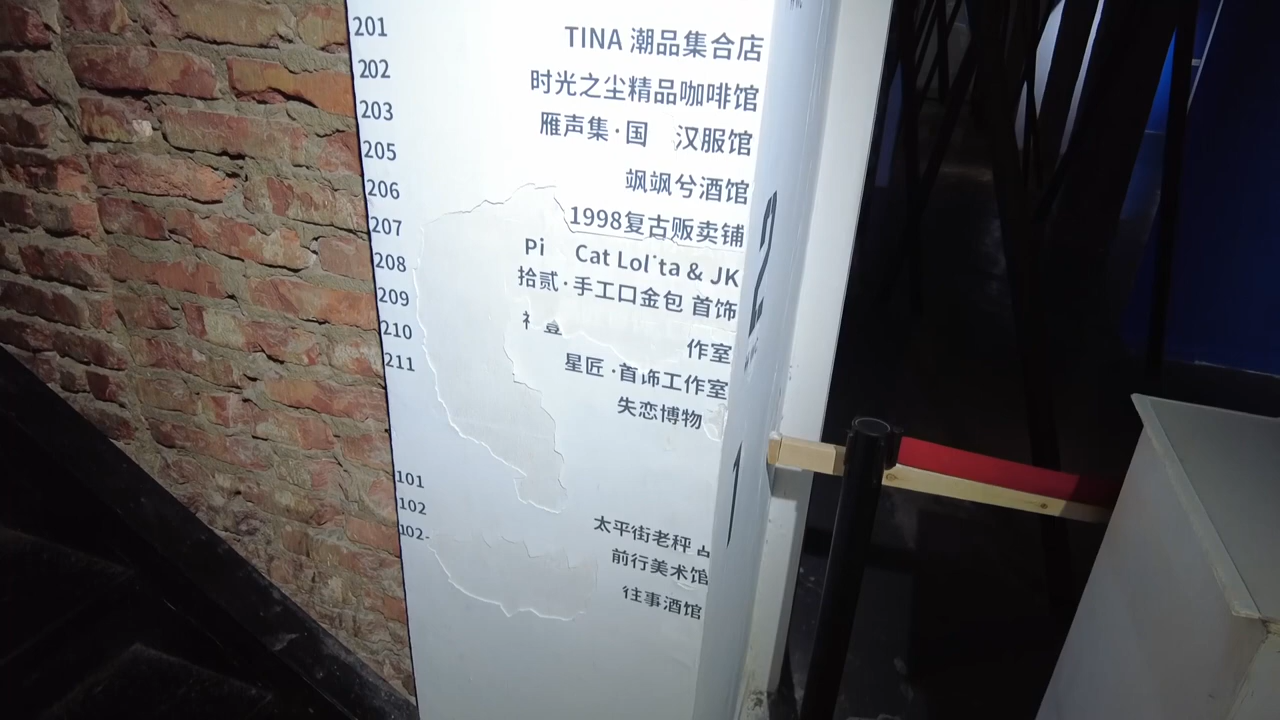 201 TINA 潮品集合店
202 时光之尘精品咖啡馆
203 雁声集·国 汉服馆
205 飒飒兮酒馆
206 1998复古贩卖铺
207 Pi Cat Lolita & JK
208 拾贰·手工口金包 首饰
209 作室
210 星匠·首饰工作室
211 失恋博物
2
1
101 太平街老秤
102 前行美术馆
102- 往事酒馆